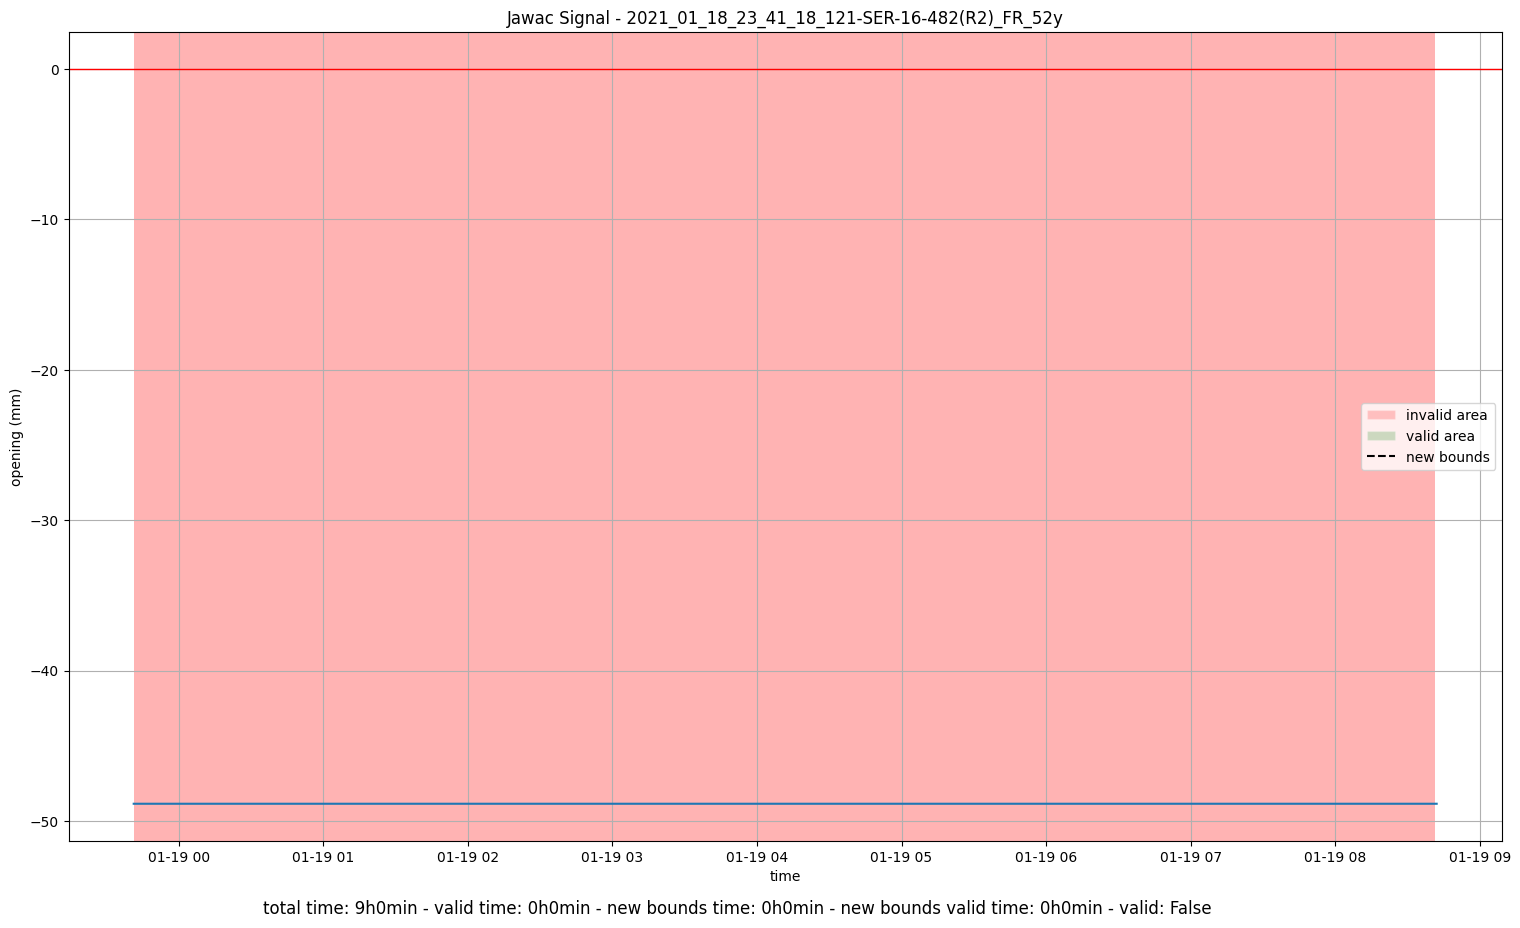 Jawac Signal - 2021_01_18_23_41_18_121-SER-16-482(R2)_FR_52y
0
−10
−20
−30
−40
−50
opening (mm)
invalid area
valid area
new bounds
01-19 00
01-19 01
01-19 02
01-19 03
01-19 04
01-19 05
01-19 06
01-19 07
01-19 08
01-19 09
time
total time: 9h0min - valid time: 0h0min - new bounds time: 0h0min - new bounds valid time: 0h0min - valid: False